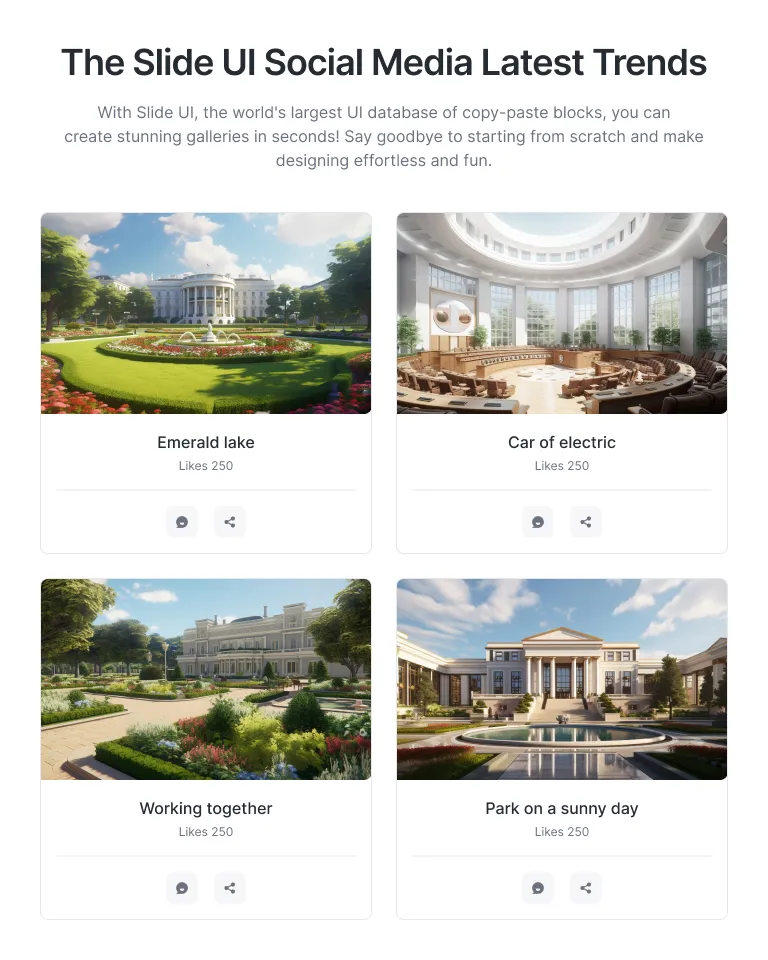 The Slide UI Social Media Latest Trends
With Slide UI, the world's largest UI database of copy-paste blocks, you can
create stunning galleries in seconds! Say goodbye to starting from scratch and make
designing effortless and fun.
Emerald lake
Likes 250
Car of electric
Likes 250
Working together
Likes 250
Park on a sunny day
Likes 250